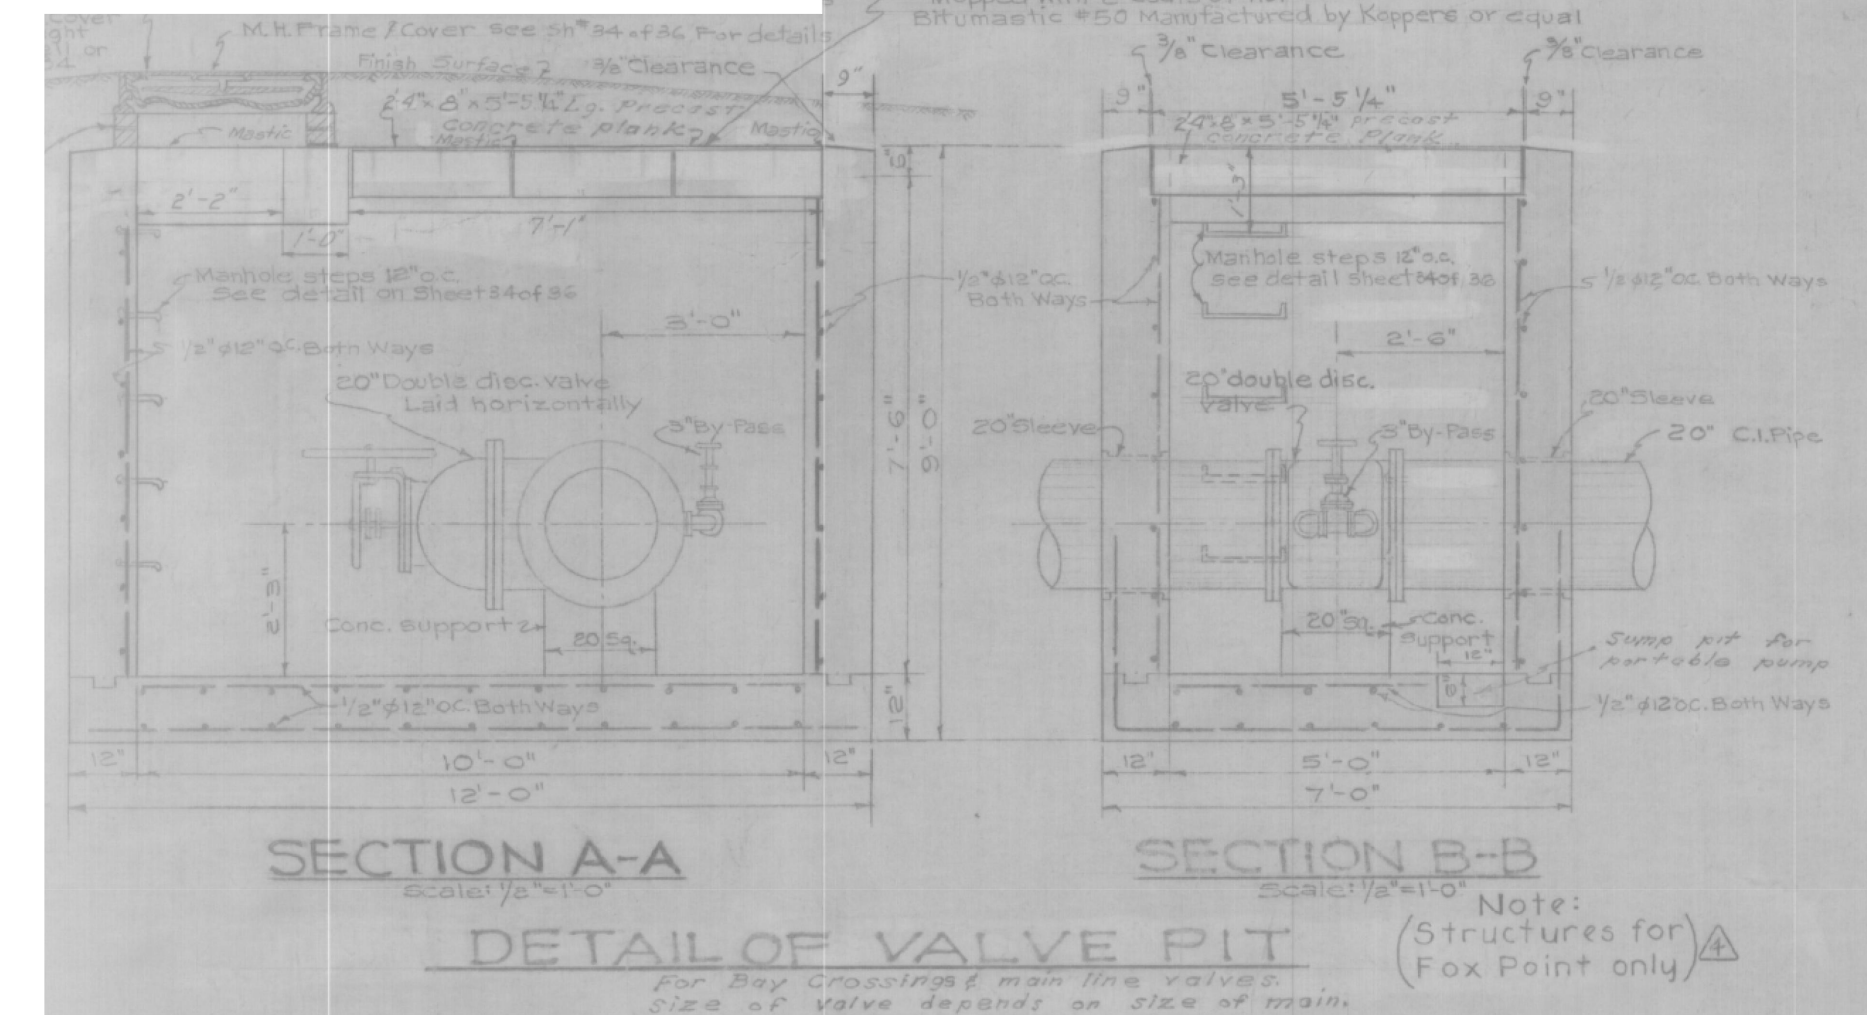 Cover
ght
or
M.H. Frame & Cover see Sh#34 of 36 For details
Bitumastic #50 Manufactured by Koppers or equal
Finish Surface
3/8" Clearance
9"
2'4"x 8"x 5'-5¼" Lg. Precast
Concrete plank
Mastic
Mastic
Mastic
2'-2"
1'-0"
7'-1"
Manhole steps 12" o.c.
See detail on Sheet 34 of 36
1/2"ϕ12" O.C. Both Ways
3'-0"
20" Double disc. valve
Laid horizontally
3" By-Pass
2'-3"
Conc. support
20 Sq.
1/2"ϕ12" O.C. Both Ways
7'-6"
9'-0"
12"
12"
10'-0"
12"
12'-0"
SECTION A-A
Scale: 1/2"=1'-0"
3/8" Clearance
3/8" Clearance
9"
5'-5¼"
9"
24"x8"x5'-5¼" precast
Concrete Plank
1'-3"
Manhole steps 12" o.c.
see detail sheet 34 of 36
1/2"ϕ12" O.C.
Both Ways
1/2 ϕ12" O.C. Both Ways
2'-6"
20" double disc.
valve
20" Sleeve
3" By-Pass
20" Sleeve
20" C.I. Pipe
20" Sq.
Conc.
Support
12"
Sump pit for
portable pump
1/2"ϕ12" O.C. Both Ways
12"
5'-0"
12"
7'-0"
SECTION B-B
Scale: 1/2"=1'-0"
Note:
(Structures for
Fox Point only)
4
DETAIL OF VALVE PIT
For Bay Crossings & main line valves.
size of valve depends on size of main.